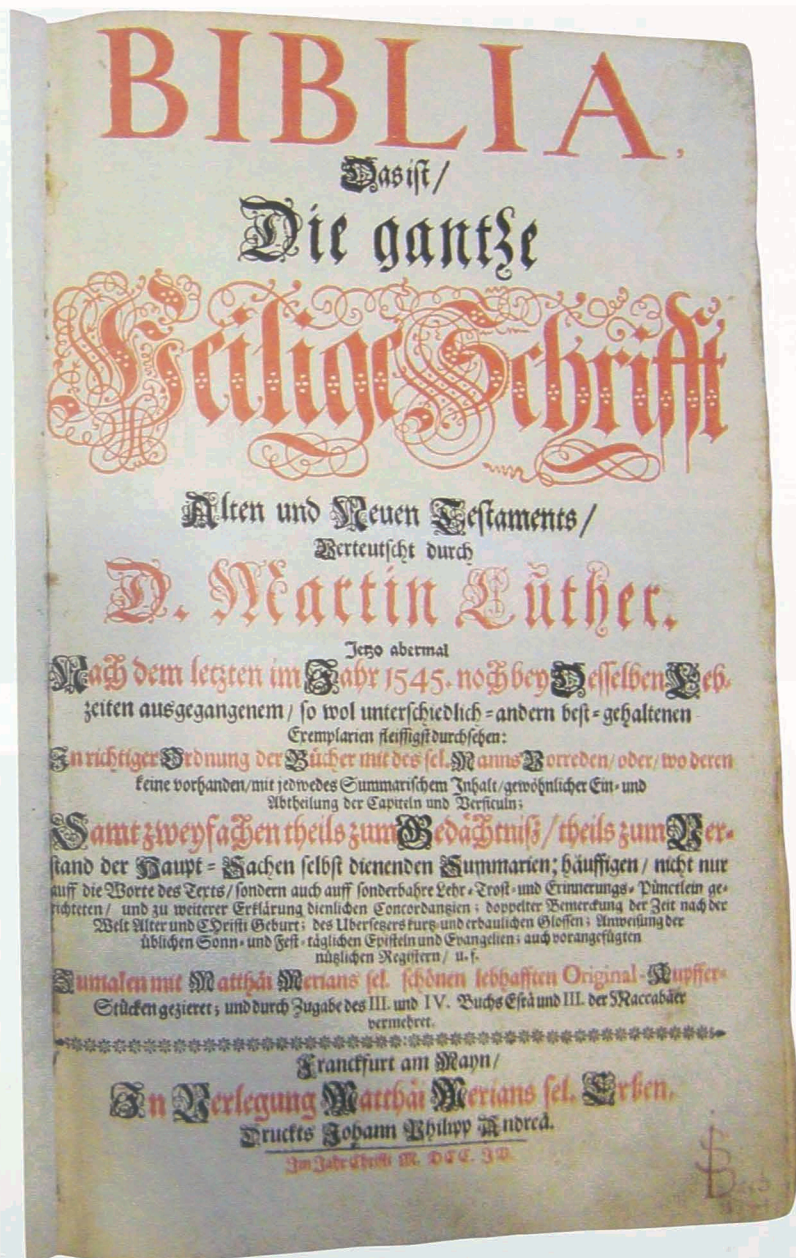 BIBLIA,
Das ist/
Die gantze
Heilige Schrifft
Alten und Neuen Testaments/
Verteutscht durch
D. Martin Luther.
Jetzo abermal
Nach dem letzten im Jahr 1545. noch bey Desselben Leb-
zeiten ausgegangenem/ so wol unterschiedlich-andern best-gehaltenen
Exemplarien fleissigst durchsehen:
In richtiger Ordnung der Bücher mit des sel. Manns Vorreden/ oder/ wo deren
keine vorhanden/ mit jedwedes Summarischem Inhalt/ gewöhnlicher Ein- und
Abtheilung der Capiteln und Versiculn;
Samt zweyfachen theils zum Gedächtniß/ theils zum Ver-
stand der Haupt-Sachen selbst dienenden Summarien; häuffigen/ nicht nur
auff die Worte des Texts/ sondern auch auff sonderbahre Lehr-Trost- und Erinnerungs-Pünctlein ge-
richteten/ und zu weiterer Erklärung dienlichen Concordantzien; doppelter Bemerckung der Zeit nach der
Welt Alter und CHristi Geburt; des Ubersetzers kurtz- und erbaulichen Glossen; Anweisung der
üblichen Sonn- und Fest-täglichen Episteln und Evangelien; auch vorangefügten
nützlichen Registern/ u. s.
Zumalen mit Matthäi Merians sel. schönen lebhafften Original-Kupffer-
Stücken gezieret; und durch Zugabe des III. und IV. Buchs Esrä und III. der Maccabäer
vermehret.
Franckfurt am Mayn/
In Verlegung Matthäi Merians sel. Erben.
Druckts Johann Philipp Andreä.
Im Jahr Christi M. DCC. IV.